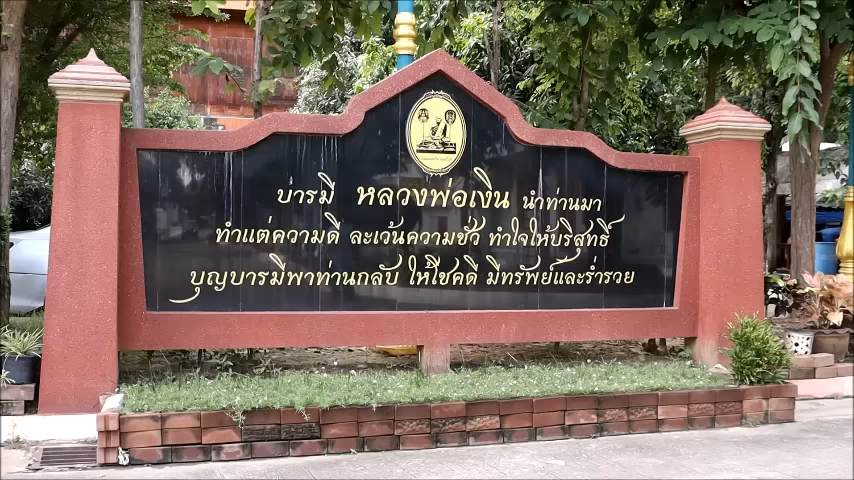 บารมี หลวงพ่อเงิน นำท่านมา
ทำแต่ความดี ละเว้นความชั่ว ทำใจให้บริสุทธิ์
บุญบารมีพาท่านกลับ ให้โชคดี มีทรัพย์และร่ำรวย